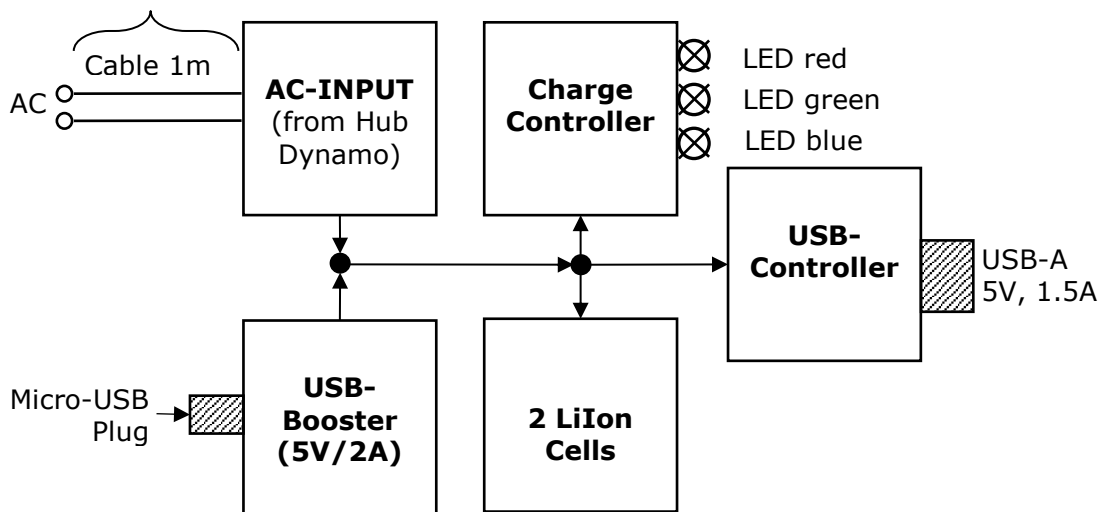 Cable 1m
AC
AC-INPUT
(from Hub
Dynamo)
Charge
Controller
LED red
LED green
LED blue
USB-
Controller
USB-A
5V, 1.5A
Micro-USB
Plug
USB-
Booster
(5V/2A)
2 LiIon
Cells